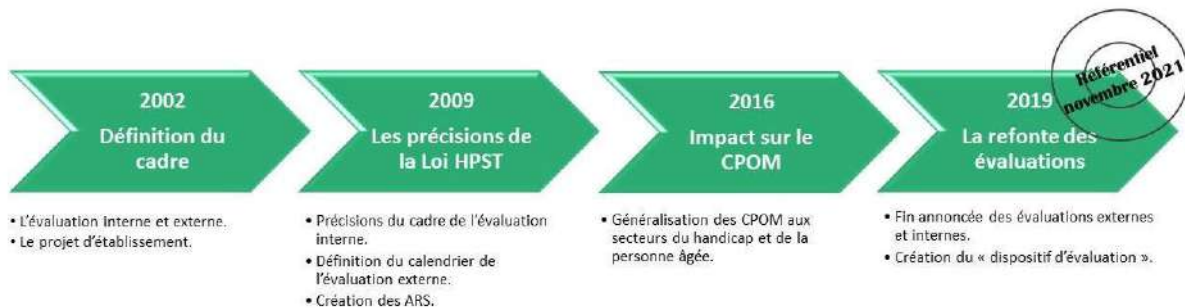 Référentiel
novembre 2021
2002
Définition du
cadre
• L'évaluation interne et externe.
• Le projet d'établissement.
2009
Les précisions de
la Loi HPST
• Précisions du cadre de l'évaluation
interne.
• Définition du calendrier de
l'évaluation externe.
• Création des ARS.
2016
Impact sur le
CPOM
• Généralisation des CPOM aux
secteurs du handicap et de la
personne âgée.
2019
La refonte des
évaluations
• Fin annoncée des évaluations externes
et internes.
• Création du « dispositif d'évaluation ».